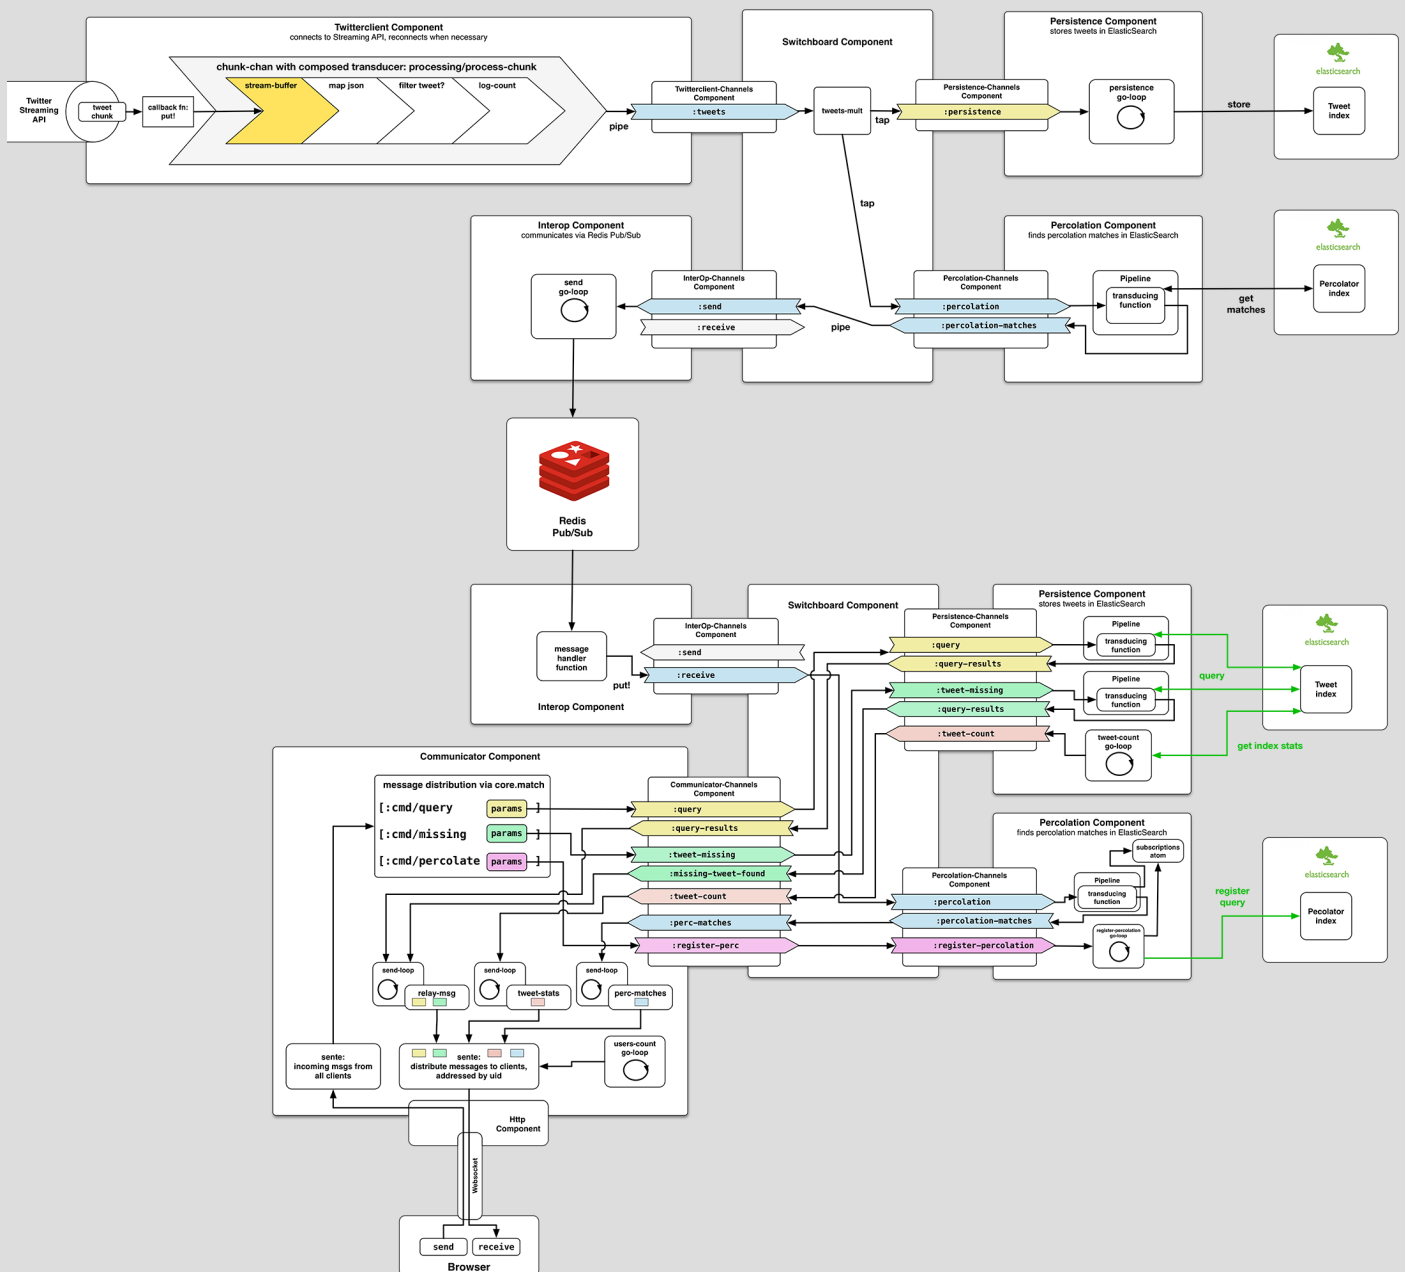 Twitterclient Component
connects to Streaming API, reconnects when necessary
chunk-chan with composed transducer: processing/process-chunk
stream-buffer
map json
filter tweet?
log-count
Twitter
Streaming
API
tweet
chunk
callback fn:
put!
pipe
Twitterclient-Channels
Component
:tweets
Switchboard Component
tweets-mult
tap
tap
Persistence-Channels
Component
:persistence
Persistence Component
stores tweets in ElasticSearch
persistence
go-loop
store
elasticsearch
Tweet
index
Interop Component
communicates via Redis Pub/Sub
send
go-loop
InterOp-Channels
Component
:send
:receive
pipe
Percolation-Channels
Component
:percolation
:percolation-matches
Percolation Component
finds percolation matches in ElasticSearch
Pipeline
transducing
function
get
matches
elasticsearch
Percolator
index
Redis
Pub/Sub
message
handler
function
put!
Interop Component
InterOp-Channels
Component
:send
:receive
Switchboard Component
Persistence-Channels
Component
:query
:query-results
:tweet-missing
:query-results
:tweet-count
Persistence Component
stores tweets in ElasticSearch
Pipeline
transducing
function
Pipeline
transducing
function
tweet-count
go-loop
query
get index stats
elasticsearch
Tweet
index
Communicator Component
message distribution via core.match
[:cmd/query params ]
[:cmd/missing params ]
[:cmd/percolate params ]
Communicator-Channels
Component
:query
:query-results
:tweet-missing
:missing-tweet-found
:tweet-count
:perc-matches
:register-perc
Percolation-Channels
Component
:percolation
:percolation-matches
:register-percolation
Percolation Component
finds percolation matches in ElasticSearch
subscriptions
atom
Pipeline
transducing
function
register-percolation
go-loop
register
query
elasticsearch
Pecolator
index
send-loop
relay-msg
send-loop
tweet-stats
send-loop
perc-matches
sente:
incoming msgs from
all clients
sente:
distribute messages to clients,
addressed by uid
users-count
go-loop
Http
Component
Websocket
send
receive
Browser